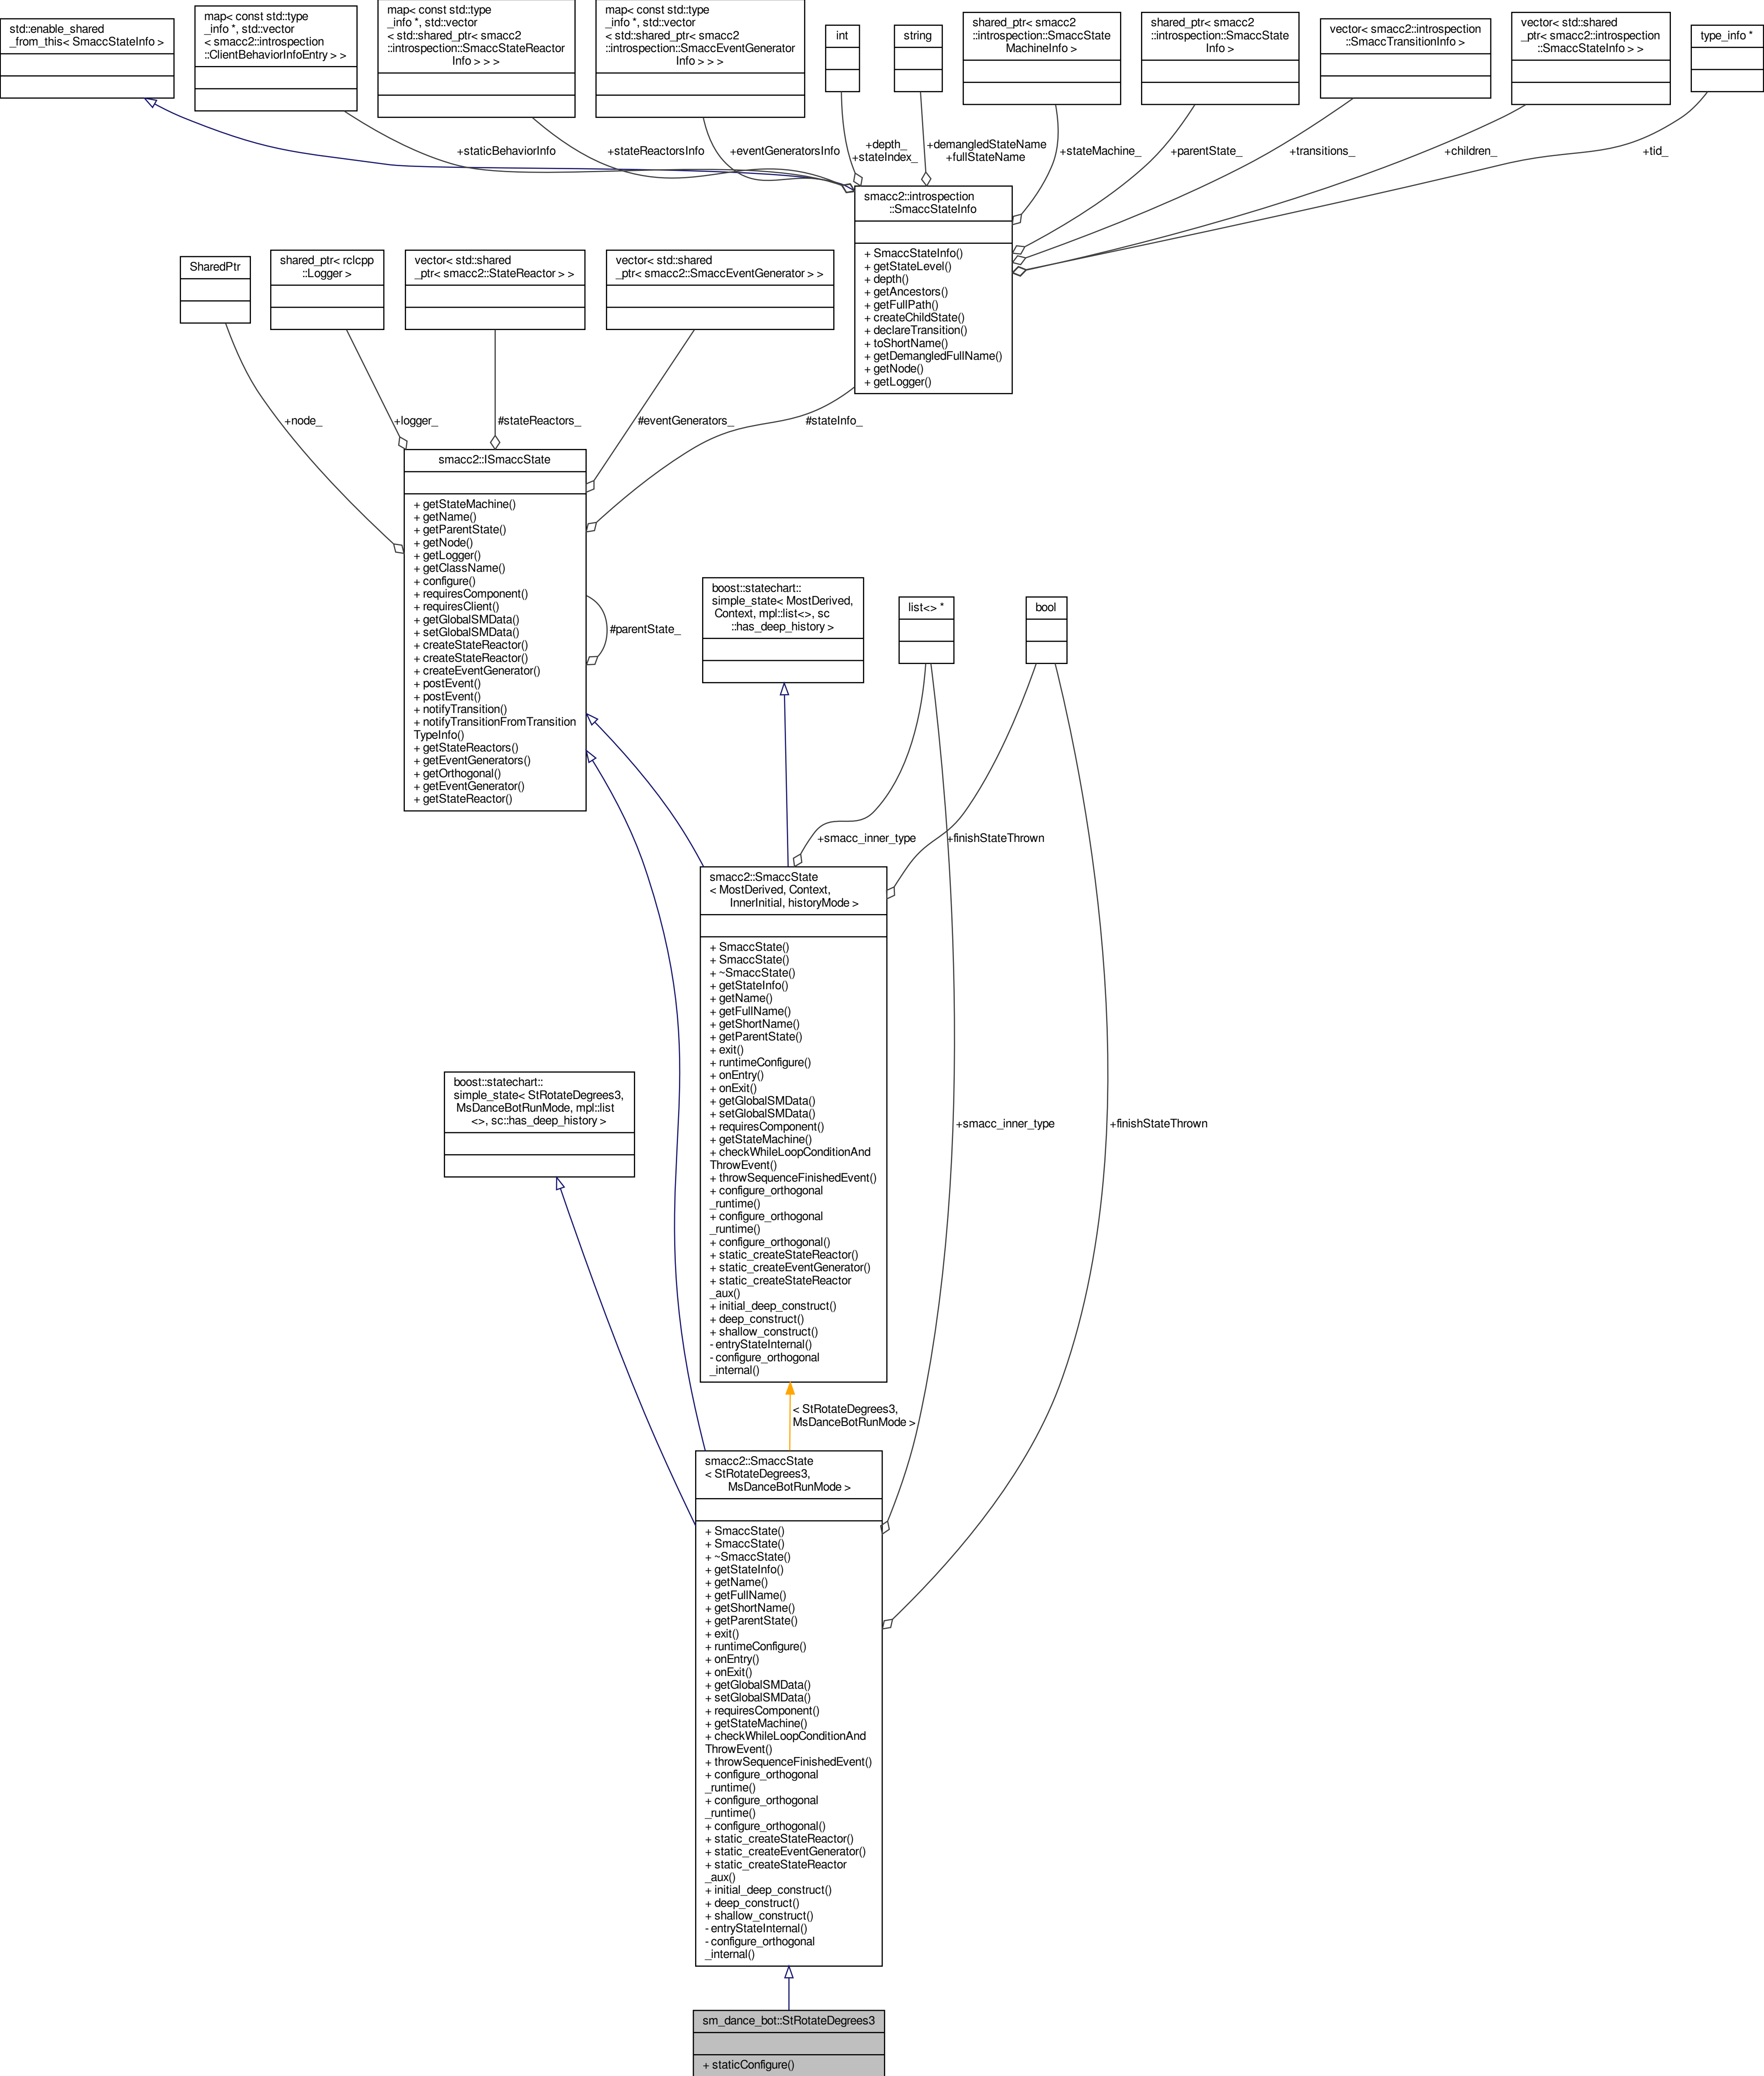 std::enable_shared
_from_this< SmaccStateInfo >
map< const std::type
_info *, std::vector
< smacc2::introspection
::ClientBehaviorInfoEntry > >
map< const std::type
_info *, std::vector
< std::shared_ptr< smacc2
::introspection::SmaccStateReactor
Info > > >
map< const std::type
_info *, std::vector
< std::shared_ptr< smacc2
::introspection::SmaccEventGenerator
Info > > >
int
string
shared_ptr< smacc2
::introspection::SmaccState
MachineInfo >
shared_ptr< smacc2
::introspection::SmaccState
Info >
vector< smacc2::introspection
::SmaccTransitionInfo >
vector< std::shared
_ptr< smacc2::introspection
::SmaccStateInfo > >
type_info *
+staticBehaviorInfo
+stateReactorsInfo
+eventGeneratorsInfo
+depth_
+stateIndex_
+demangledStateName
+fullStateName
+stateMachine_
+parentState_
+transitions_
+children_
+tid_
smacc2::introspection
::SmaccStateInfo
+ SmaccStateInfo()
+ getStateLevel()
+ depth()
+ getAncestors()
+ getFullPath()
+ createChildState()
+ declareTransition()
+ toShortName()
+ getDemangledFullName()
+ getNode()
+ getLogger()
SharedPtr
shared_ptr< rclcpp
::Logger >
vector< std::shared
_ptr< smacc2::StateReactor > >
vector< std::shared
_ptr< smacc2::SmaccEventGenerator > >
+node_
+logger_
#stateReactors_
#eventGenerators_
#stateInfo_
smacc2::ISmaccState
+ getStateMachine()
+ getName()
+ getParentState()
+ getNode()
+ getLogger()
+ getClassName()
+ configure()
+ requiresComponent()
+ requiresClient()
+ getGlobalSMData()
+ setGlobalSMData()
+ createStateReactor()
+ createStateReactor()
+ createEventGenerator()
+ postEvent()
+ postEvent()
+ notifyTransition()
+ notifyTransitionFromTransition
TypeInfo()
+ getStateReactors()
+ getEventGenerators()
+ getOrthogonal()
+ getEventGenerator()
+ getStateReactor()
#parentState_
boost::statechart::
simple_state< MostDerived,
Context, mpl::list<>, sc
::has_deep_history >
list<> *
bool
+smacc_inner_type
+finishStateThrown
smacc2::SmaccState
< MostDerived, Context,
InnerInitial, historyMode >
+ SmaccState()
+ SmaccState()
+ ~SmaccState()
+ getStateInfo()
+ getName()
+ getFullName()
+ getShortName()
+ getParentState()
+ exit()
+ runtimeConfigure()
+ onEntry()
+ onExit()
+ getGlobalSMData()
+ setGlobalSMData()
+ requiresComponent()
+ getStateMachine()
+ checkWhileLoopConditionAnd
ThrowEvent()
+ throwSequenceFinishedEvent()
+ configure_orthogonal
_runtime()
+ configure_orthogonal
_runtime()
+ configure_orthogonal()
+ static_createStateReactor()
+ static_createEventGenerator()
+ static_createStateReactor
_aux()
+ initial_deep_construct()
+ deep_construct()
+ shallow_construct()
- entryStateInternal()
- configure_orthogonal
_internal()
boost::statechart::
simple_state< StRotateDegrees3,
MsDanceBotRunMode, mpl::list
<>, sc::has_deep_history >
+smacc_inner_type
+finishStateThrown
< StRotateDegrees3,
MsDanceBotRunMode >
smacc2::SmaccState
< StRotateDegrees3,
MsDanceBotRunMode >
+ SmaccState()
+ SmaccState()
+ ~SmaccState()
+ getStateInfo()
+ getName()
+ getFullName()
+ getShortName()
+ getParentState()
+ exit()
+ runtimeConfigure()
+ onEntry()
+ onExit()
+ getGlobalSMData()
+ setGlobalSMData()
+ requiresComponent()
+ getStateMachine()
+ checkWhileLoopConditionAnd
ThrowEvent()
+ throwSequenceFinishedEvent()
+ configure_orthogonal
_runtime()
+ configure_orthogonal
_runtime()
+ configure_orthogonal()
+ static_createStateReactor()
+ static_createEventGenerator()
+ static_createStateReactor
_aux()
+ initial_deep_construct()
+ deep_construct()
+ shallow_construct()
- entryStateInternal()
- configure_orthogonal
_internal()
sm_dance_bot::StRotateDegrees3
+ staticConfigure()